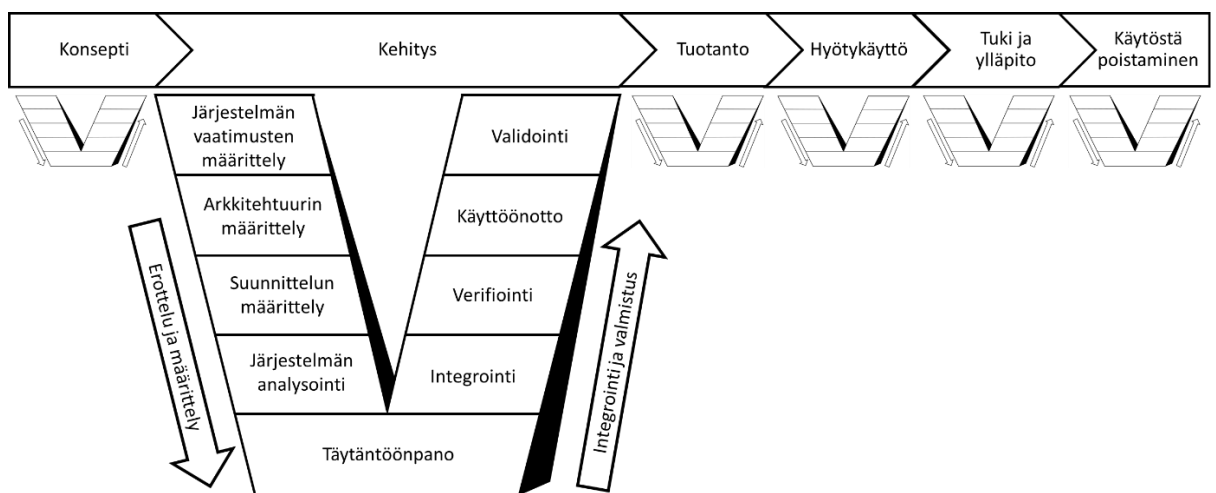 Konsepti
Kehitys
Tuotanto
Hyötykäyttö
Tuki ja
ylläpito
Käytöstä
poistaminen
Järjestelmän
vaatimusten
määrittely
Arkkitehtuurin
määrittely
Suunnittelun
määrittely
Järjestelmän
analysointi
Täytäntöönpano
Validointi
Käyttöönotto
Verifiointi
Integrointi
Erottelu ja määrittely
Integrointi ja valmistus